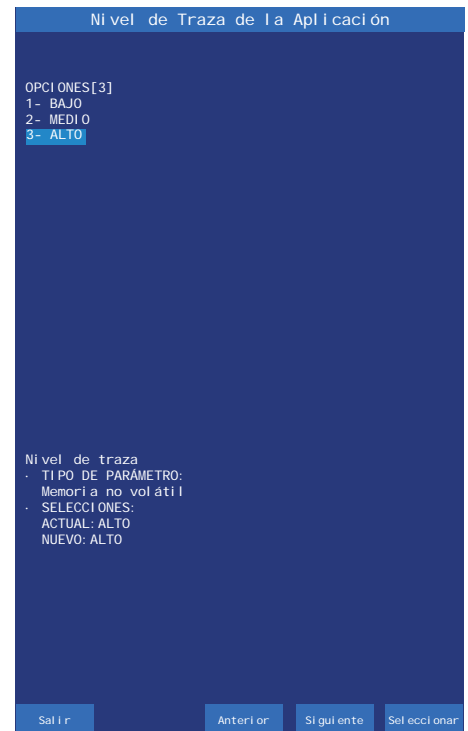 Nivel de Traza de la Aplicación
OPCIONES[3]
1- BAJO
2- MEDIO
3- ALTO
Nivel de traza
· TIPO DE PARÁMETRO:
Memoria no volátil
· SELECCIONES:
ACTUAL:ALTO
NUEVO:ALTO
Salir Anterior Siguiente Seleccionar